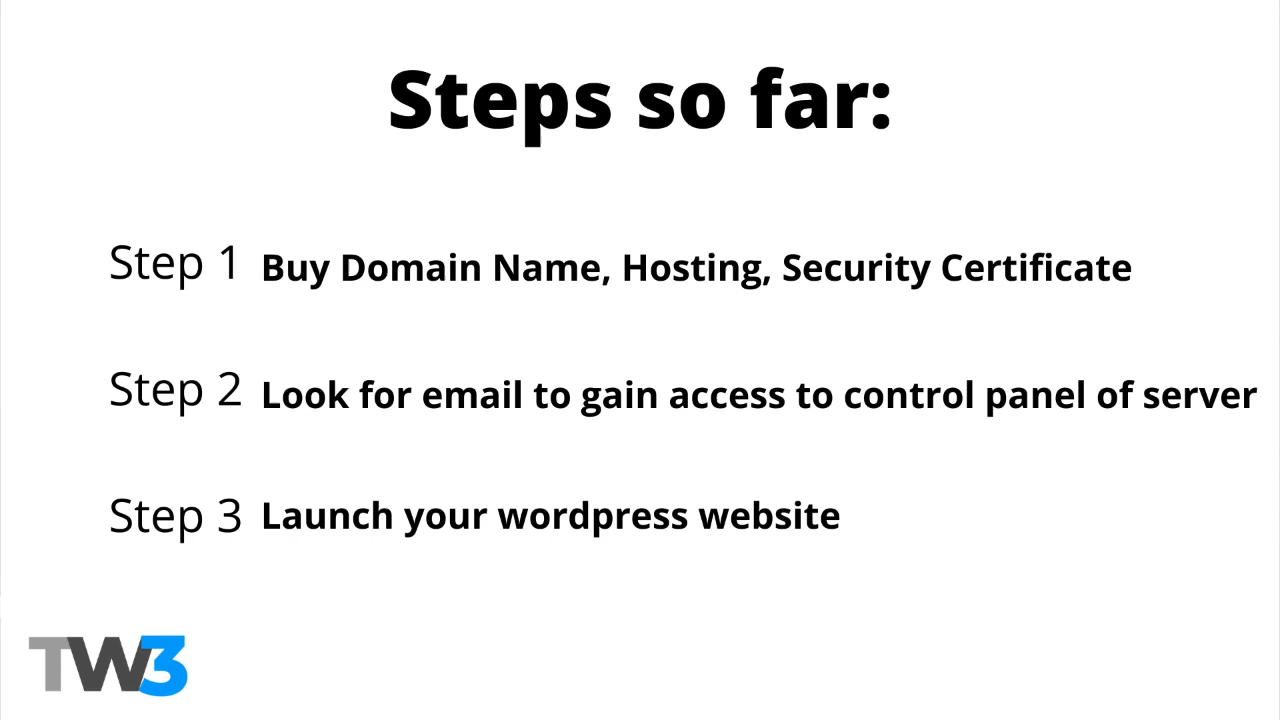 Steps so far:
Step 1 Buy Domain Name, Hosting, Security Certificate
Step 2 Look for email to gain access to control panel of server
Step 3 Launch your wordpress website
TW3